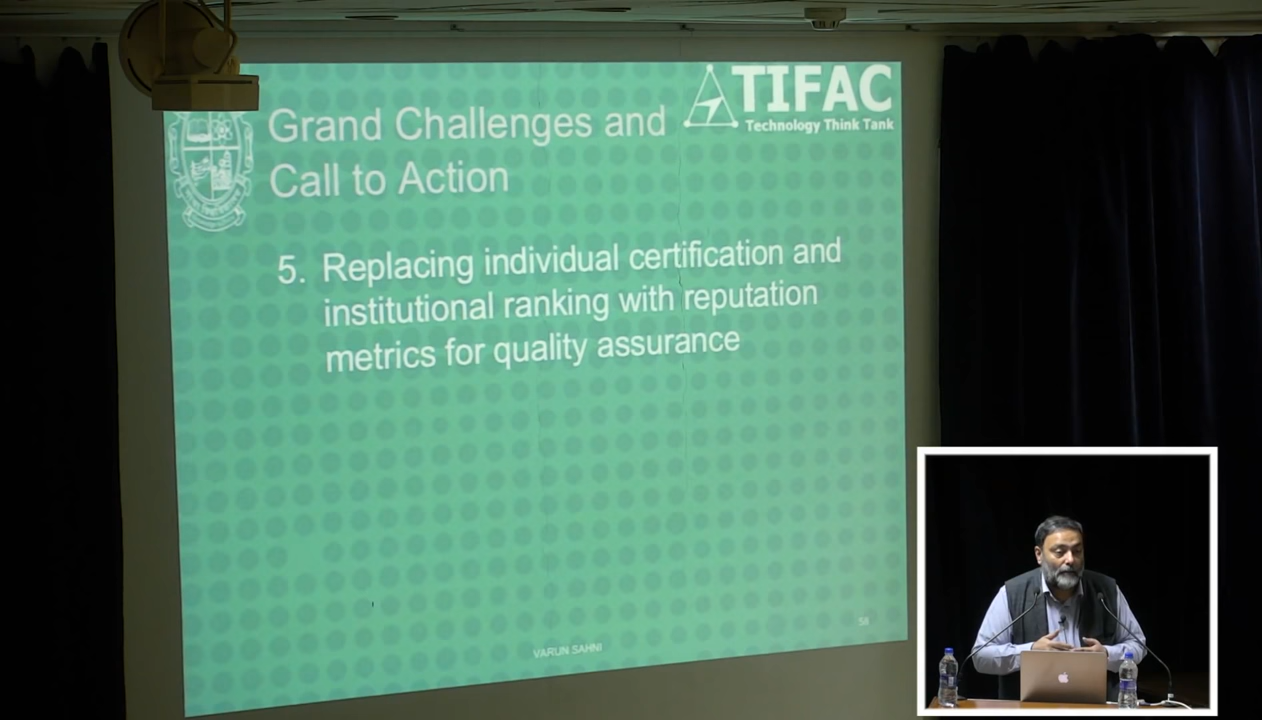 TIFAC
Technology Think Tank
Grand Challenges and
Call to Action
5. Replacing individual certification and
institutional ranking with reputation
metrics for quality assurance
VARUN SAHNI